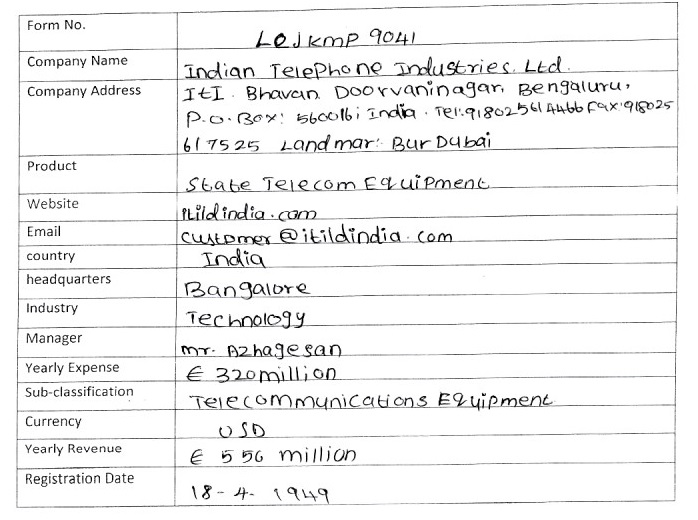 Form No. LOJKMP 9041
Company Name Indian Telephone Industries. Ltd.
Company Address ItI. Bhavan Doorvaninagar, Bengaluru,
P.O. Box: 560016; India. Tel:918025614466 Fax:918025
617525 Landmar: Bur Dubai
Product State Telecom Equipment
Website itildindia.com
Email customer@itildindia.com
country India
headquarters Bangalore
Industry Technology
Manager mr. Azhagesan
Yearly Expense € 320million
Sub-classification Telecommunications Equipment
Currency USD
Yearly Revenue € 556 million
Registration Date 18-4-1949